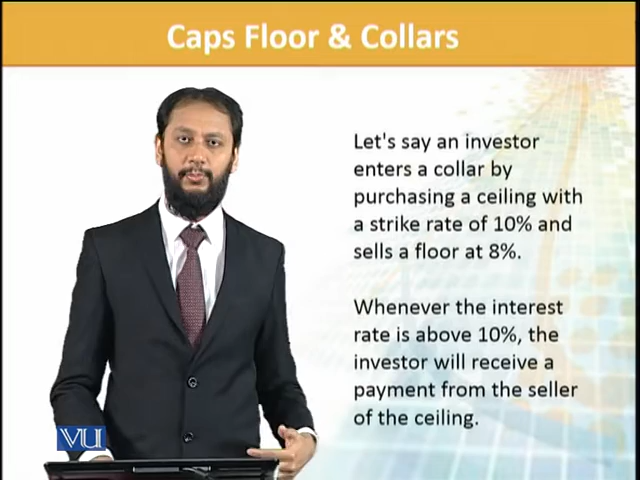 Caps Floor & Collars
Let's say an investor
enters a collar by
purchasing a ceiling with
a strike rate of 10% and
sells a floor at 8%.
Whenever the interest
rate is above 10%, the
investor will receive a
payment from the seller
of the ceiling.
VU